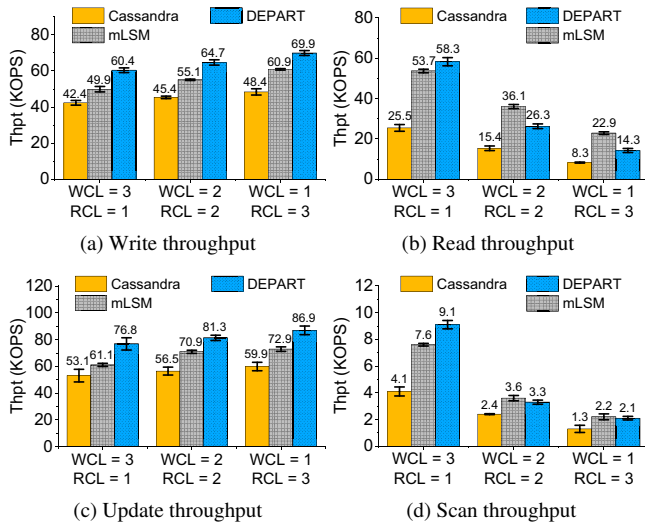 Cassandra DEPART
mLSM
Thpt (KOPS)
80
60
40
20
0
42.4 49.9 60.4 45.4 55.1 64.7 48.4 60.9 69.9
WCL = 3 WCL = 2 WCL = 1
RCL = 1 RCL = 2 RCL = 3
(a) Write throughput
Cassandra DEPART
mLSM
Thpt (KOPS)
80
60
40
20
0
25.5 53.7 58.3 15.4 36.1 26.3 8.3 22.9 14.3
WCL = 3 WCL = 2 WCL = 1
RCL = 1 RCL = 2 RCL = 3
(b) Read throughput
Cassandra DEPART
mLSM
Thpt (KOPS)
120
100
80
60
40
20
0
53.1 61.1 76.8 56.5 70.9 81.3 59.9 72.9 86.9
WCL = 3 WCL = 2 WCL = 1
RCL = 1 RCL = 2 RCL = 3
(c) Update throughput
Cassandra DEPART
mLSM
Thpt (KOPS)
12
10
8
6
4
2
0
4.1 7.6 9.1 2.4 3.6 3.3 1.3 2.2 2.1
WCL = 3 WCL = 2 WCL = 1
RCL = 1 RCL = 2 RCL = 3
(d) Scan throughput